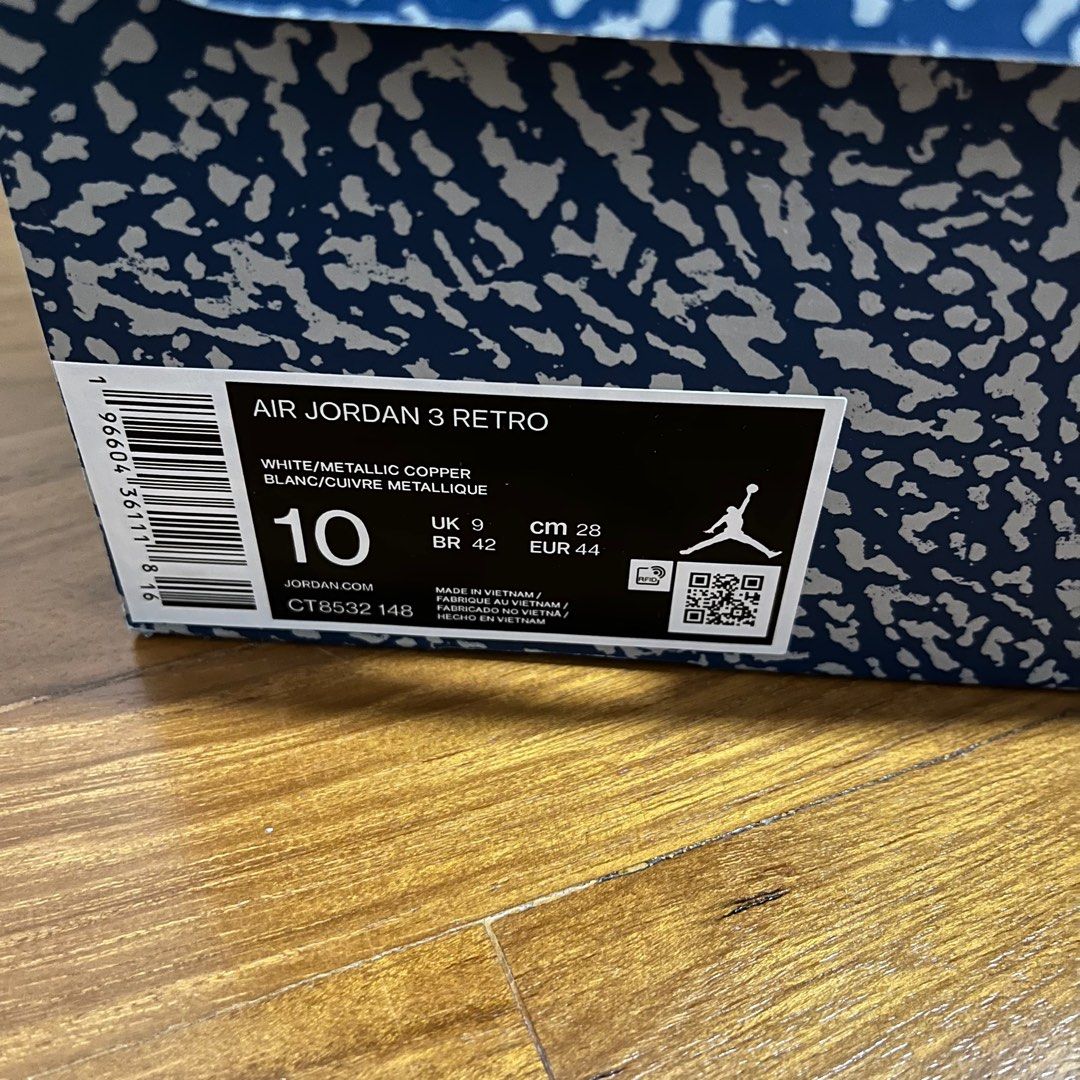 AIR JORDAN 3 RETRO
WHITE/METALLIC COPPER
BLANC/CUIVRE METALLIQUE
10
UK 9
BR 42
cm 28
EUR 44
JORDAN.COM
CT8532 148
MADE IN VIETNAM /
FABRIQUE AU VIETNAM /
FABRICADO NO VIETNÃ /
HECHO EN VIETNAM
RFID
1 96604 36111 8 16